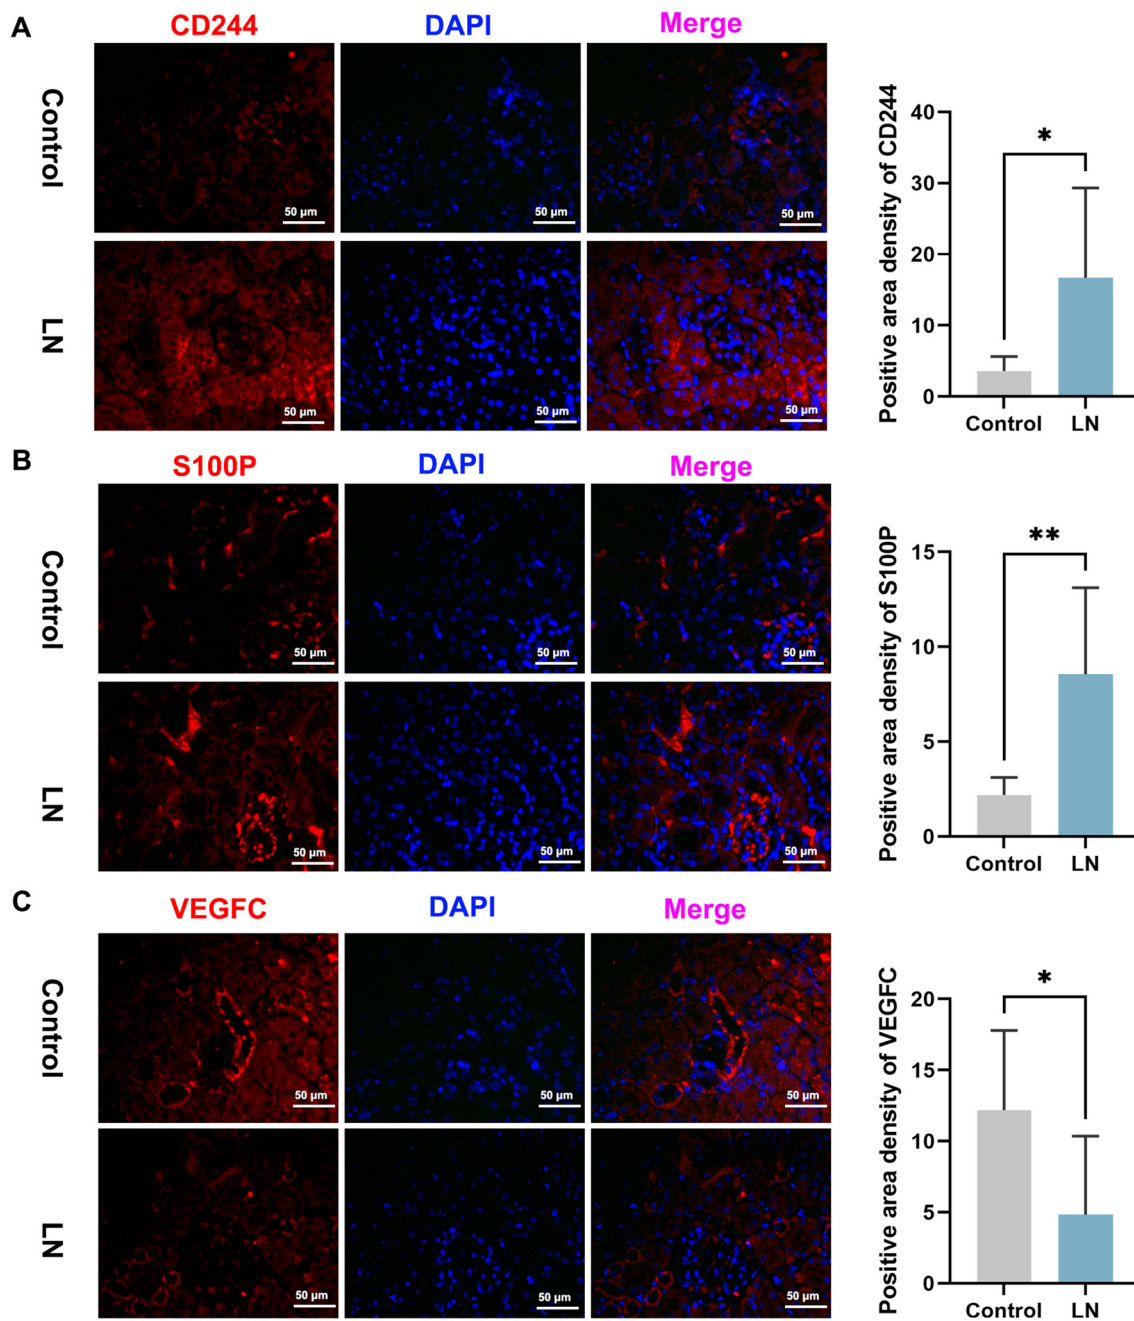 A
CD244 DAPI Merge
Control
50 µm 50 µm 50 µm
LN
50 µm 50 µm 50 µm
Positive area density of CD244
40
30
20
10
0
*
Control LN
B
S100P DAPI Merge
Control
50 µm 50 µm 50 µm
LN
50 µm 50 µm 50 µm
Positive area density of S100P
15
10
5
0
**
Control LN
C
VEGFC DAPI Merge
Control
50 µm 50 µm 50 µm
LN
50 µm 50 µm 50 µm
Positive area density of VEGFC
20
15
10
5
0
*
Control LN